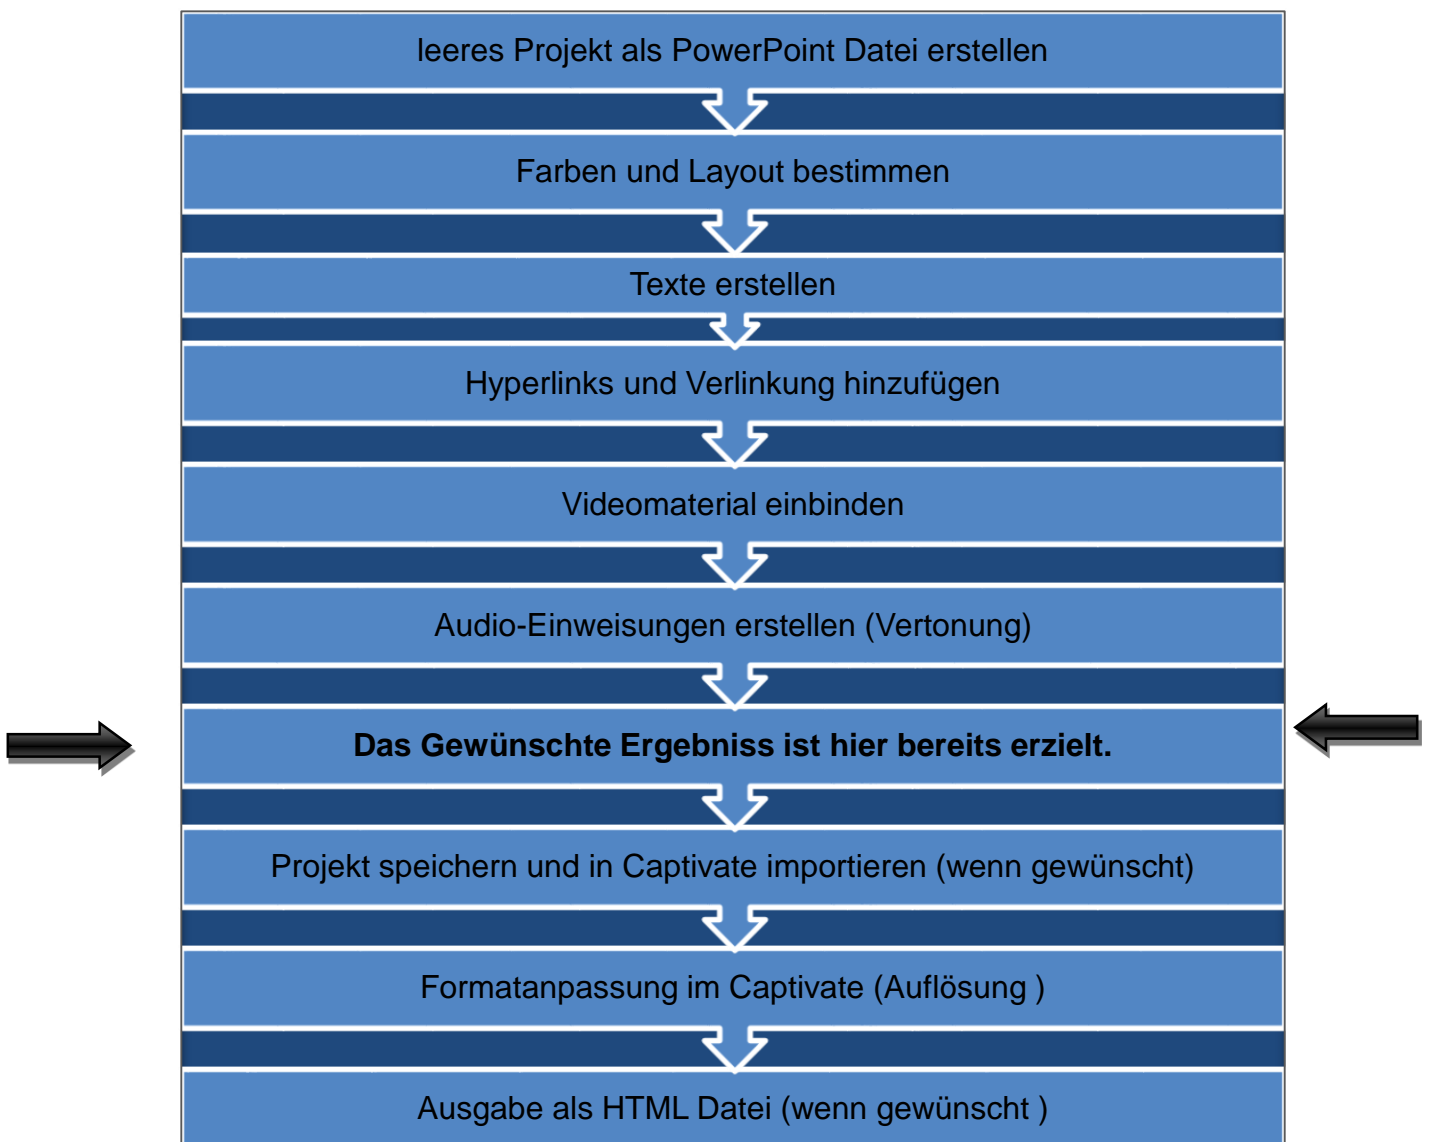 leeres Projekt als PowerPoint Datei erstellen
Farben und Layout bestimmen
Texte erstellen
Hyperlinks und Verlinkung hinzufügen
Videomaterial einbinden
Audio-Einweisungen erstellen (Vertonung)
Das Gewünschte Ergebniss ist hier bereits erzielt.
Projekt speichern und in Captivate importieren (wenn gewünscht)
Formatanpassung im Captivate (Auflösung )
Ausgabe als HTML Datei (wenn gewünscht )